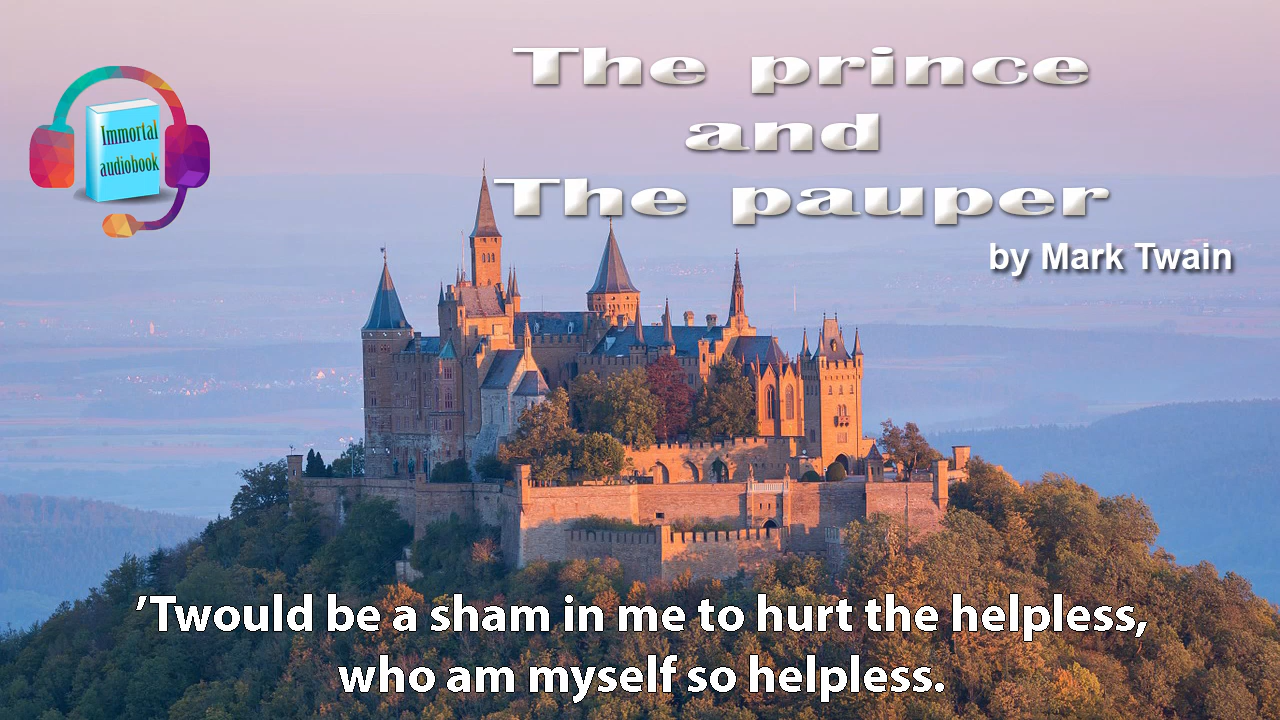 Immortal
audiobook
The prince
and
The pauper
by Mark Twain
’Twould be a sham in me to hurt the helpless,
who am myself so helpless.